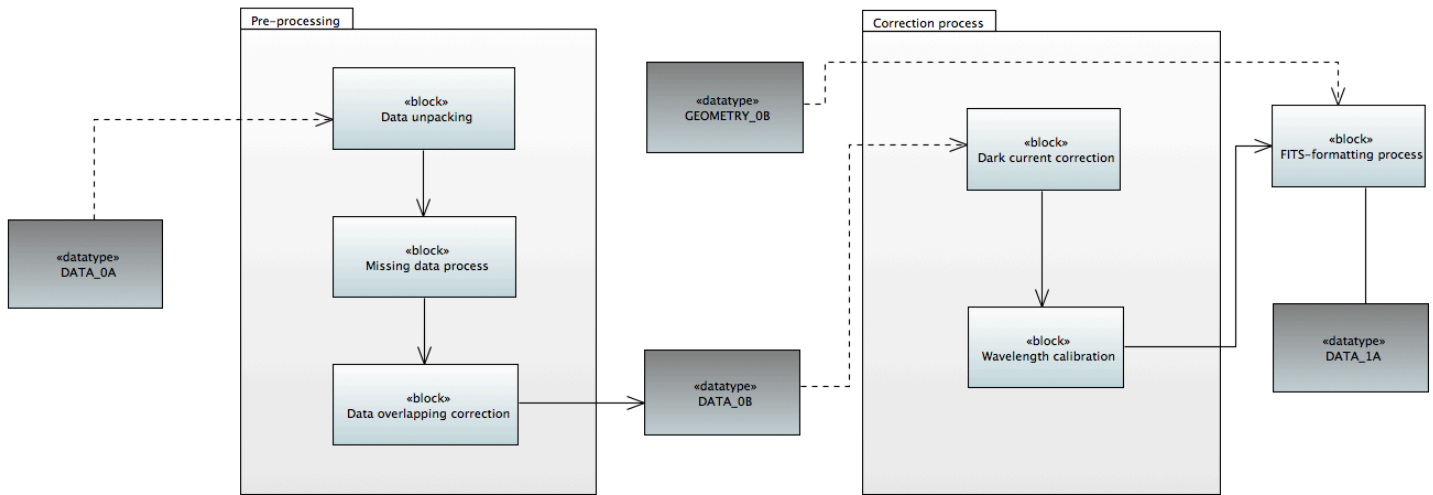 Pre-processing
«block»
Data unpacking
«block»
Missing data process
«block»
Data overlapping correction
«datatype»
DATA_0A
«datatype»
GEOMETRY_0B
«datatype»
DATA_0B
Correction process
«block»
Dark current correction
«block»
Wavelength calibration
«block»
FITS-formatting process
«datatype»
DATA_1A